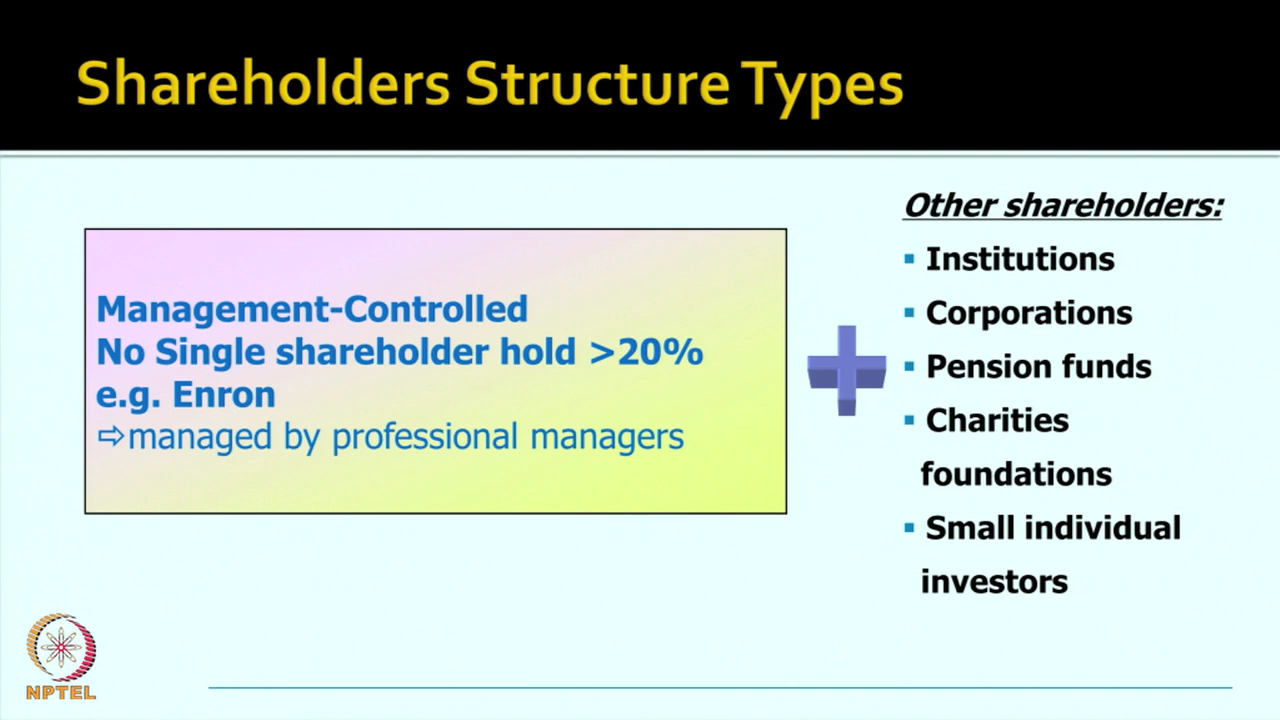 Shareholders Structure Types
Management-Controlled
No Single shareholder hold >20%
e.g. Enron
⇨managed by professional managers
Other shareholders:
▪ Institutions
▪ Corporations
▪ Pension funds
▪ Charities
foundations
▪ Small individual
investors
NPTEL